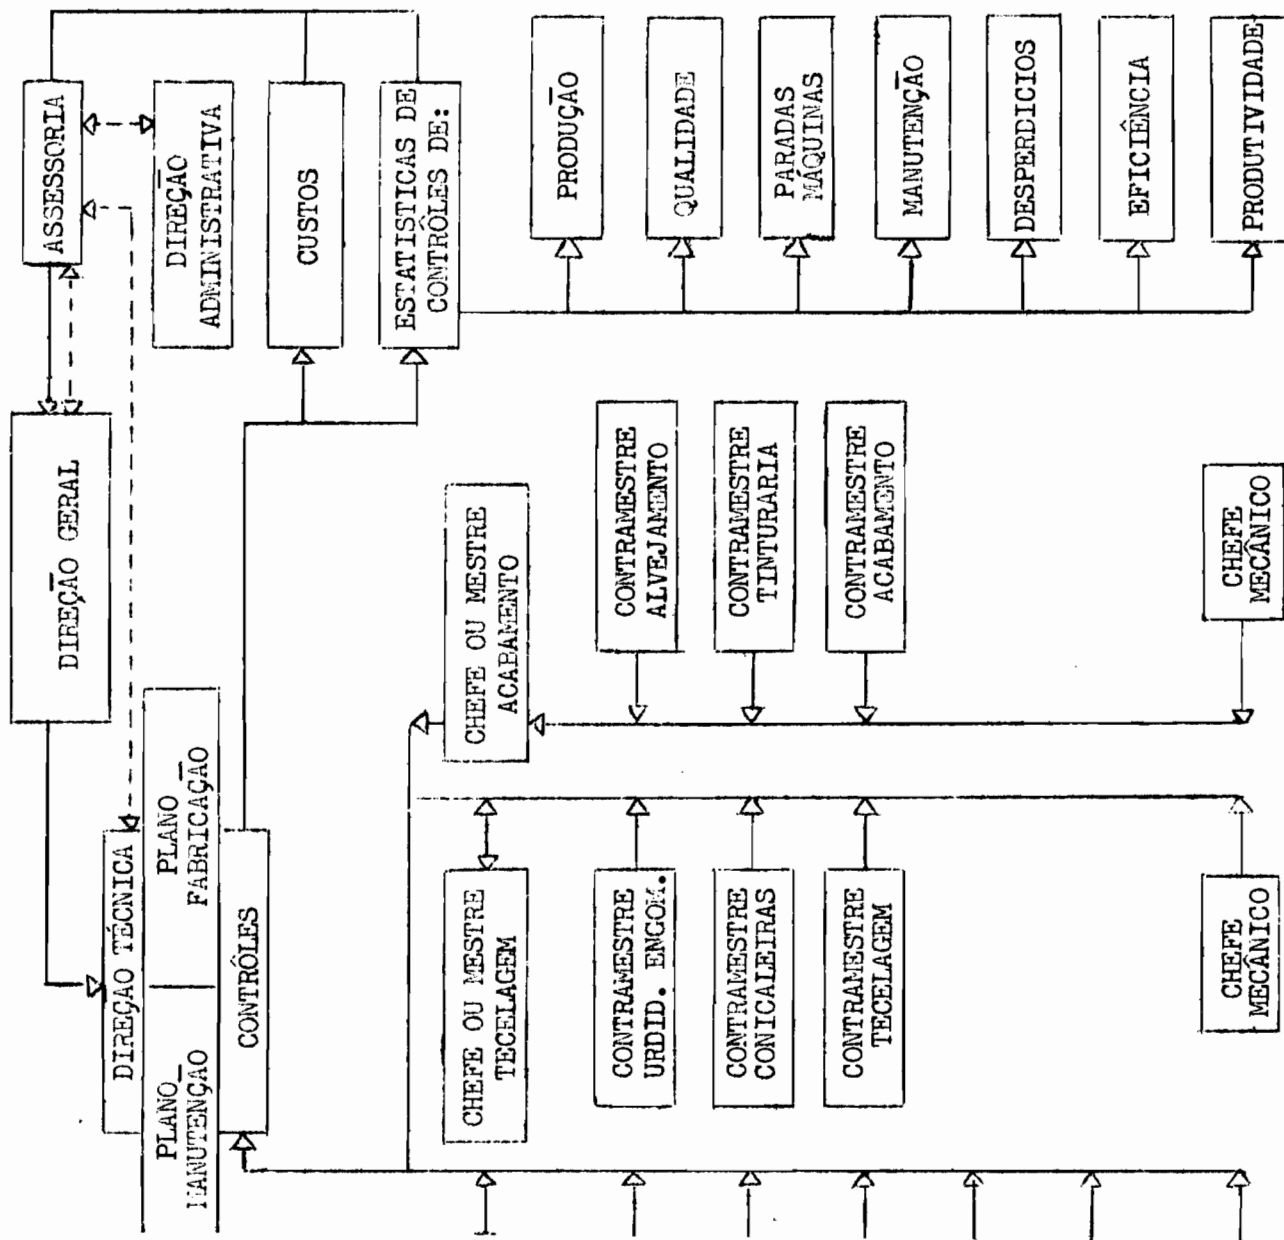 DIREÇÃO GERAL
ASSESSORIA
DIREÇÃO TÉCNICA
PLANO
MANUTENÇÃO
PLANO
FABRICAÇÃO
CONTRÔLES
DIREÇÃO
ADMINISTRATIVA
CUSTOS
ESTATISTICAS DE
CONTRÔLES DE:
CHEFE OU MESTRE
TECELAGEM
CHEFE OU MESTRE
ACABAMENTO
PRODUÇÃO
CONTRAMESTRE
URDID. ENGOM.
CONTRAMESTRE
ALVEJAMENTO
QUALIDADE
CONTRAMESTRE
CONICALEIRAS
CONTRAMESTRE
TINTURARIA
PARADAS
MÁQUINAS
CONTRAMESTRE
TECELAGEM
CONTRAMESTRE
ACABAMENTO
MANUTENÇÃO
DESPERDICIOS
EFICIÊNCIA
CHEFE
MECÂNICO
CHEFE
MECÂNICO
PRODUTIVIDADE